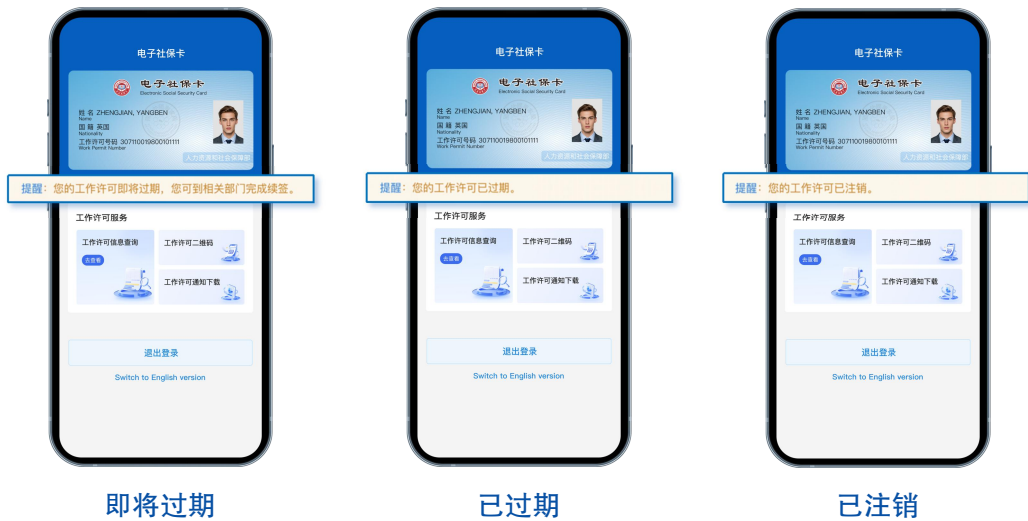 电子社保卡
电子社保卡
Electronic Social Security Card
姓 名 ZHENGJIAN, YANGBEN
Name
国 籍 英国
Nationality
工作许可号码 307110019800101111
Work Permit Number
人力资源和社会保障部
提醒：您的工作许可即将过期，您可到相关部门完成续签。
工作许可服务
工作许可信息查询
去查看
工作许可二维码
工作许可通知下载
退出登录
Switch to English version
即将过期
电子社保卡
电子社保卡
Electronic Social Security Card
姓 名 ZHENGJIAN, YANGBEN
Name
国 籍 英国
Nationality
工作许可号码 307110019800101111
Work Permit Number
人力资源和社会保障部
提醒：您的工作许可已过期。
工作许可服务
工作许可信息查询
去查看
工作许可二维码
工作许可通知下载
退出登录
Switch to English version
已过期
电子社保卡
电子社保卡
Electronic Social Security Card
姓 名 ZHENGJIAN, YANGBEN
Name
国 籍 英国
Nationality
工作许可号码 307110019800101111
Work Permit Number
人力资源和社会保障部
提醒：您的工作许可已注销。
工作许可服务
工作许可信息查询
去查看
工作许可二维码
工作许可通知下载
退出登录
Switch to English version
已注销